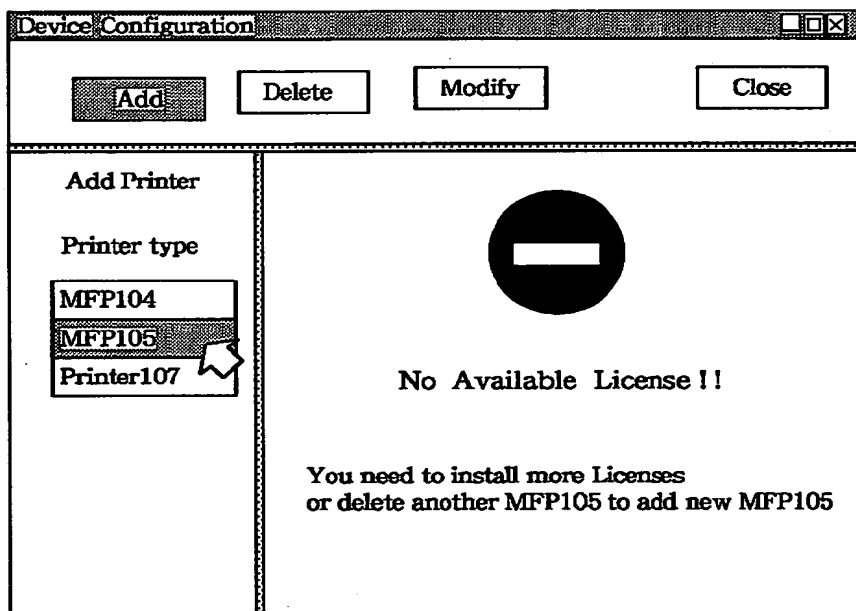 Device Configuration
Add
Delete
Modify
Close
Add Printer
Printer type
MFP104
MFP105
Printer107
No Available License!!
You need to install more Licenses
or delete another MFP105 to add new MFP105